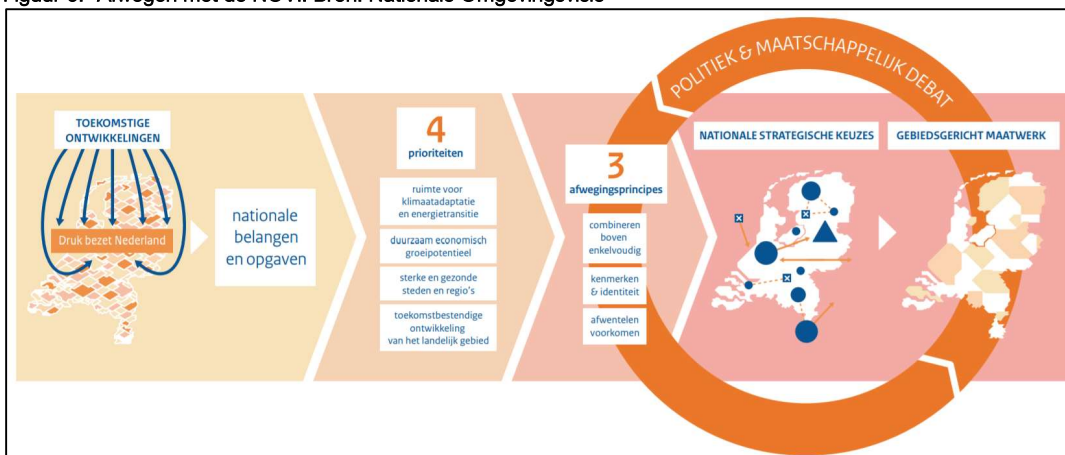 TOEKOMSTIGE
ONTWIKKELINGEN
Druk bezet Nederland
nationale
belangen
en opgaven
4
prioriteiten
ruimte voor
klimaatadaptatie
en energietransitie
duurzaam economisch
groeipotentieel
sterke en gezonde
steden en regio's
toekomstbestendige
ontwikkeling
van het landelijk gebied
3
afwegingsprincipes
combineren
boven
enkelvoudig
kenmerken
& identiteit
afwentelen
voorkomen
POLITIEK & MAATSCHAPPELIJK DEBAT
NATIONALE STRATEGISCHE KEUZES
GEBIEDSGERICHT MAATWERK